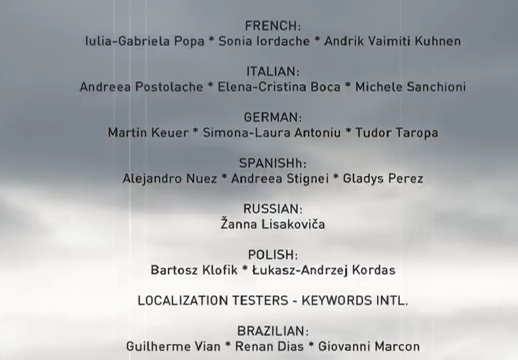 FRENCH:
Iulia-Gabriela Popa * Sonia Iordache * Andrik Vaimiti Kuhnen
ITALIAN:
Andreea Postolache * Elena-Cristina Boca * Michele Sanchioni
GERMAN:
Martin Keuer * Simona-Laura Antoniu * Tudor Taropa
SPANISHh:
Alejandro Nuez * Andreea Stignei * Gladys Perez
RUSSIAN:
Žanna Lisakoviča
POLISH:
Bartosz Klofik * Łukasz-Andrzej Kordas
LOCALIZATION TESTERS - KEYWORDS INTL.
BRAZILIAN:
Guilherme Vian * Renan Dias * Giovanni Marcon